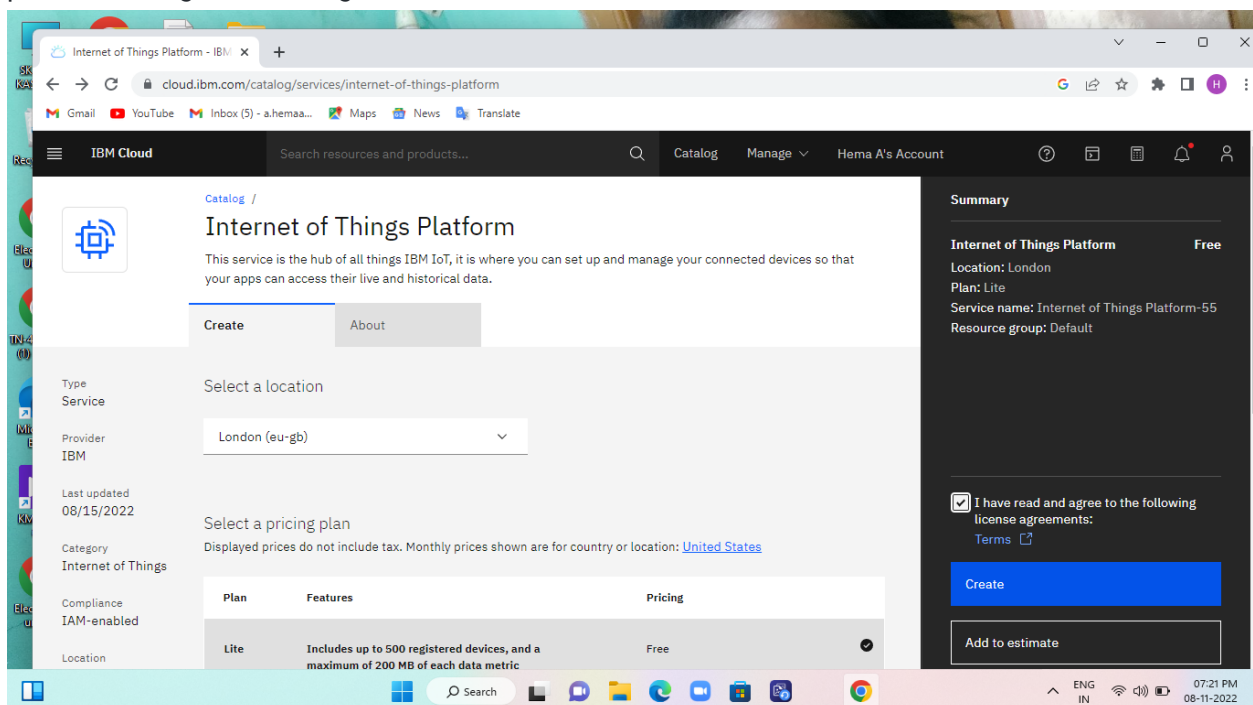 Internet of Things Platform - IBM
cloud.ibm.com/catalog/services/internet-of-things-platform
G
H
Gmail
YouTube
Inbox (5) - a.hemaa...
Maps
News
Translate
IBM Cloud
Search resources and products...
Catalog
Manage
Hema A's Account
Catalog /
Internet of Things Platform
This service is the hub of all things IBM IoT, it is where you can set up and manage your connected devices so that
your apps can access their live and historical data.
Create
About
Type
Service
Provider
IBM
Last updated
08/15/2022
Category
Internet of Things
Compliance
IAM-enabled
Location
Select a location
London (eu-gb)
Select a pricing plan
Displayed prices do not include tax. Monthly prices shown are for country or location: United States
Plan Features Pricing
Lite Includes up to 500 registered devices, and a Free
maximum of 200 MB of each data metric
Summary
Internet of Things Platform Free
Location: London
Plan: Lite
Service name: Internet of Things Platform-55
Resource group: Default
I have read and agree to the following
license agreements:
Terms
Create
Add to estimate
Search
ENG
IN
07:21 PM
08-11-2022